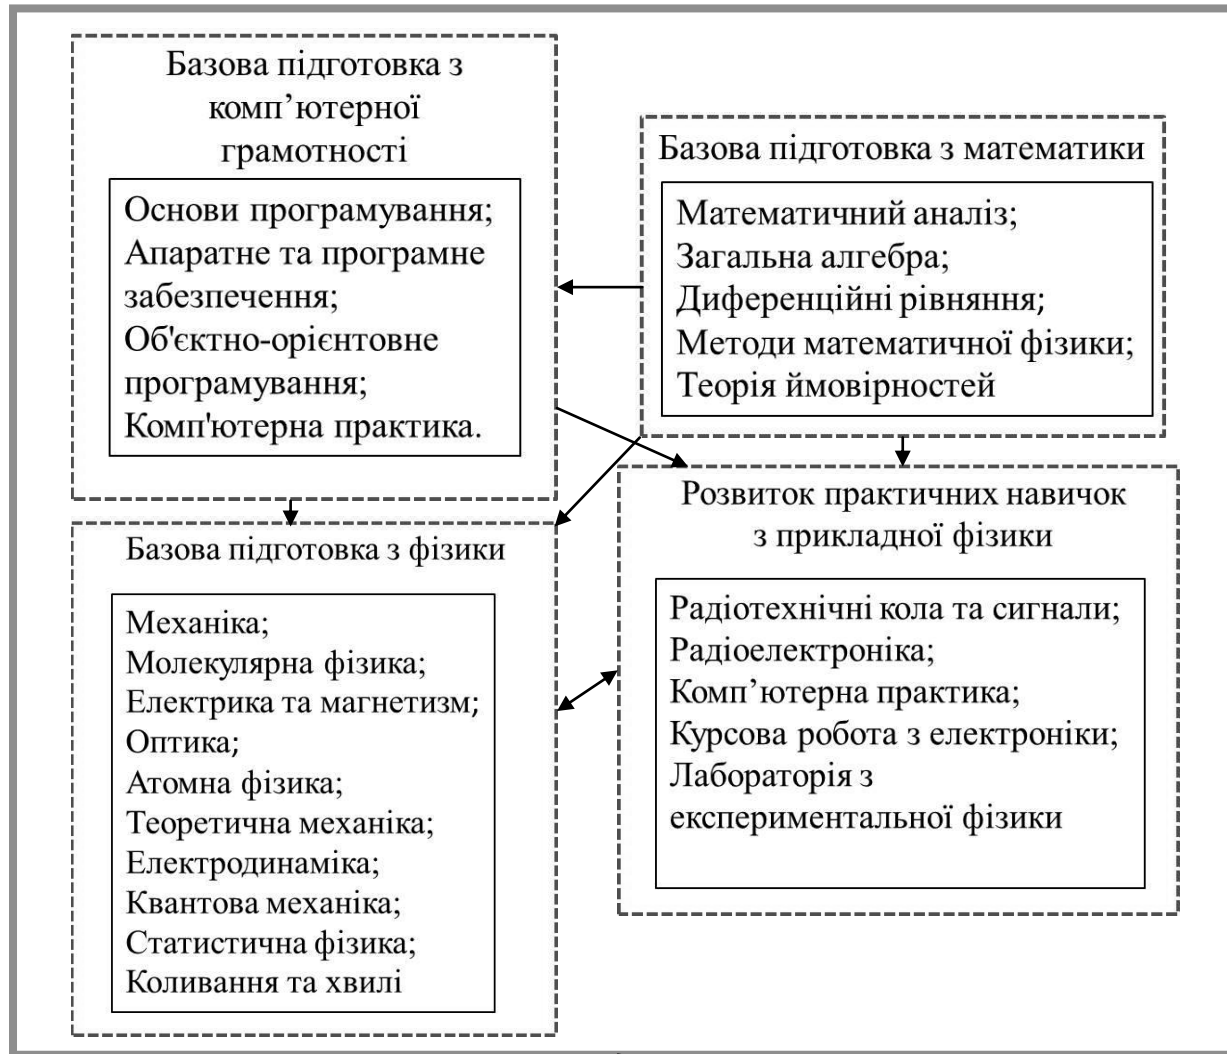 Базова підготовка з
комп’ютерної
грамотності
Основи програмування;
Апаратне та програмне
забезпечення;
Об'єктно-орієнтовне
програмування;
Комп'ютерна практика.
Базова підготовка з математики
Математичний аналіз;
Загальна алгебра;
Диференційні рівняння;
Методи математичної фізики;
Теорія ймовірностей
Базова підготовка з фізики
Механіка;
Молекулярна фізика;
Електрика та магнетизм;
Оптика;
Атомна фізика;
Теоретична механіка;
Електродинаміка;
Квантова механіка;
Статистична фізика;
Коливання та хвилі
Розвиток практичних навичок
з прикладної фізики
Радіотехнічні кола та сигнали;
Радіоелектроніка;
Комп’ютерна практика;
Курсова робота з електроніки;
Лабораторія з
експериментальної фізики